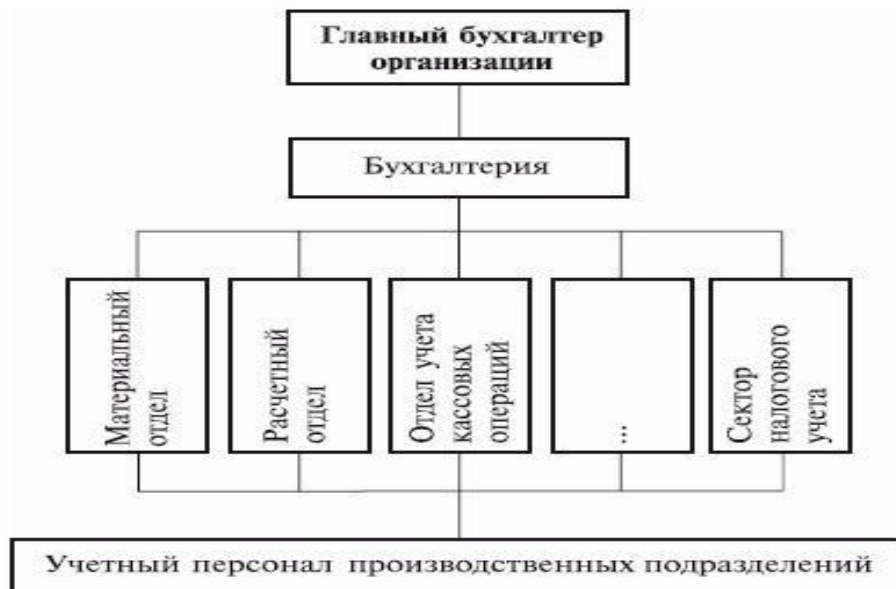 Главный бухгалтер
организации
Бухгалтерия
Материальный
отдел
Расчетный
отдел
Отдел учета
кассовых
операций
...
Сектор
налогового
учета
Учетный персонал производственных подразделений